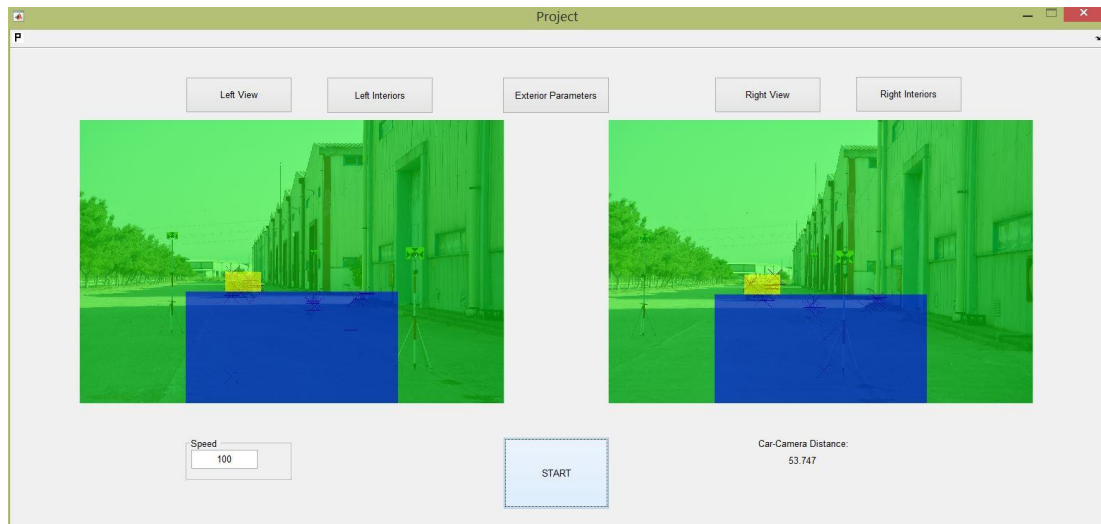 Project
P
Left View
Left Interiors
Exterior Parameters
Right View
Right Interiors
Speed
100
START
Car-Camera Distance:
53.747